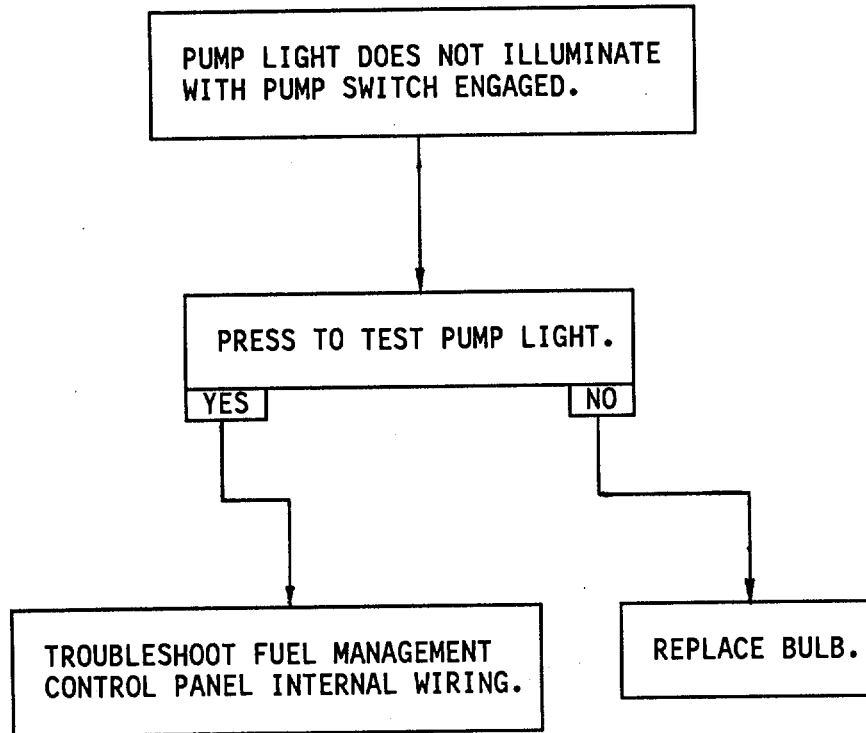 PUMP LIGHT DOES NOT ILLUMINATE
WITH PUMP SWITCH ENGAGED.
PRESS TO TEST PUMP LIGHT.
YES
NO
TROUBLESHOOT FUEL MANAGEMENT
CONTROL PANEL INTERNAL WIRING.
REPLACE BULB.